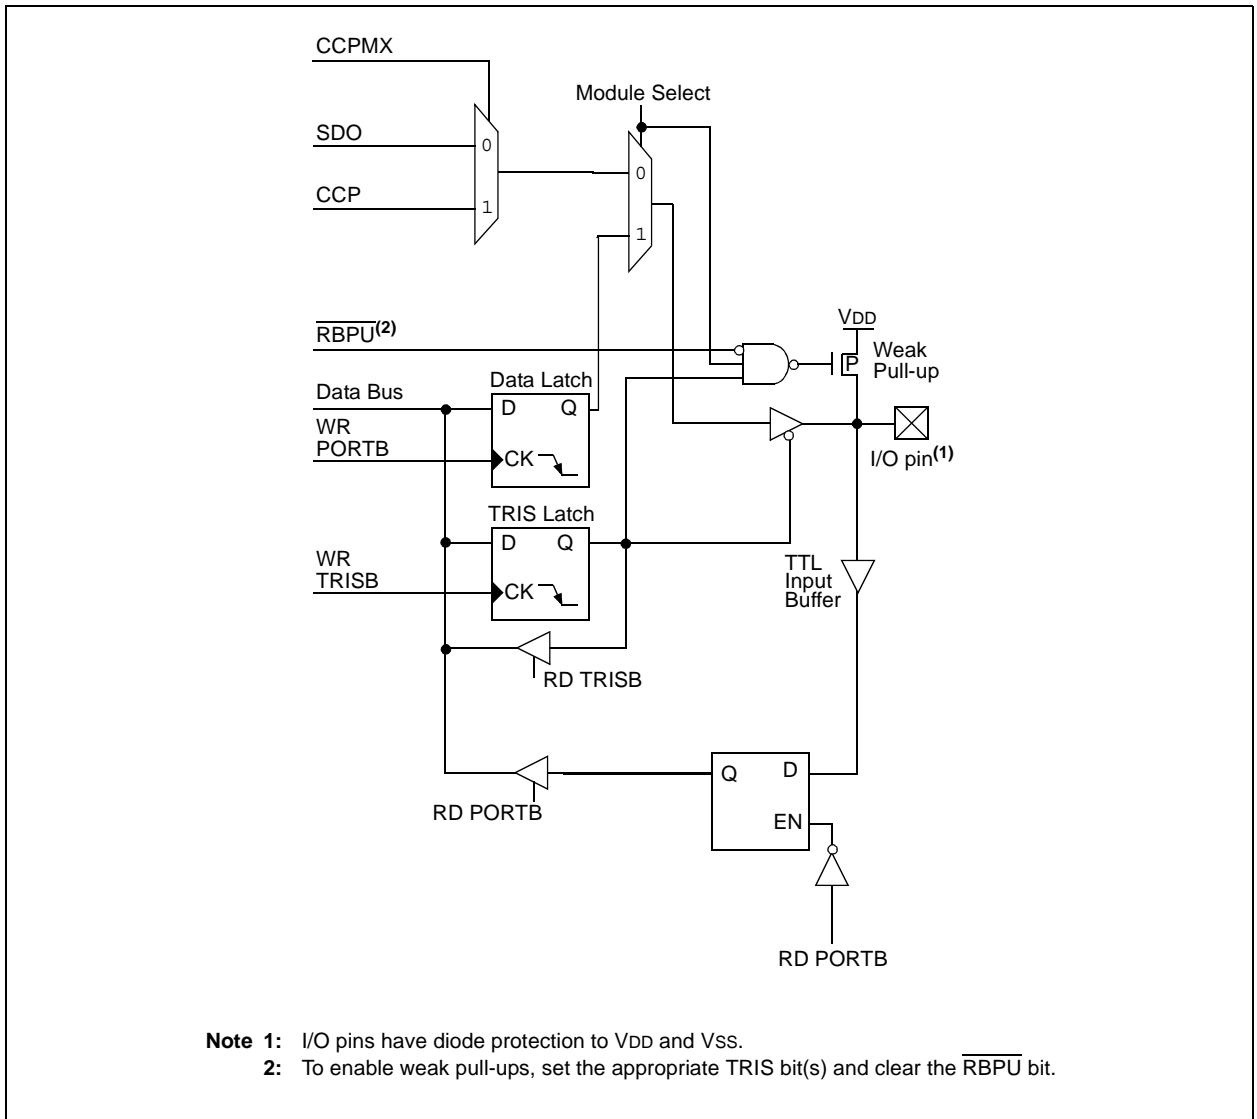 CCPMX
Module Select
SDO
0
0
CCP
1
1
RBPU(2)
VDD
P
Weak
Pull-up
Data Bus
Data Latch
D Q
WR
PORTB
CK
I/O pin(1)
TRIS Latch
D Q
WR
TRISB
CK
TTL
Input
Buffer
RD TRISB
Q D
RD PORTB
EN
RD PORTB
Note 1: I/O pins have diode protection to VDD and VSS.
2: To enable weak pull-ups, set the appropriate TRIS bit(s) and clear the RBPU bit.